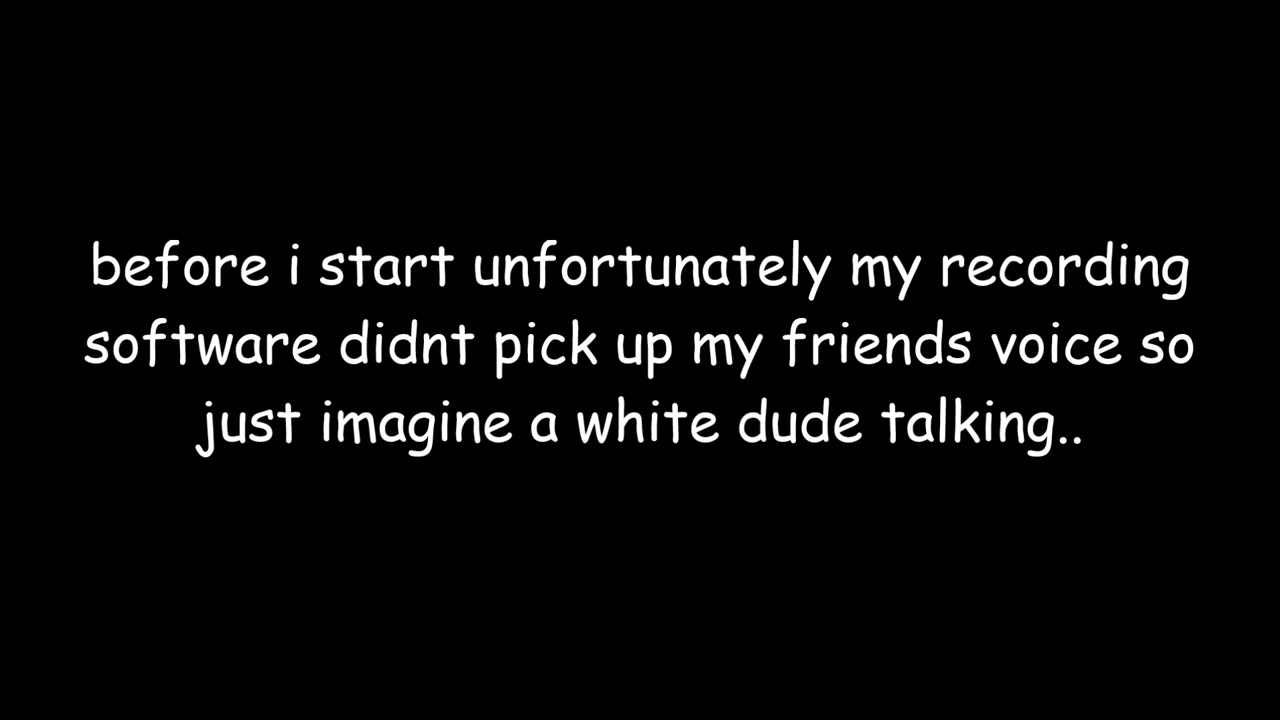 before i start unfortunately my recording
software didnt pick up my friends voice so
just imagine a white dude talking..